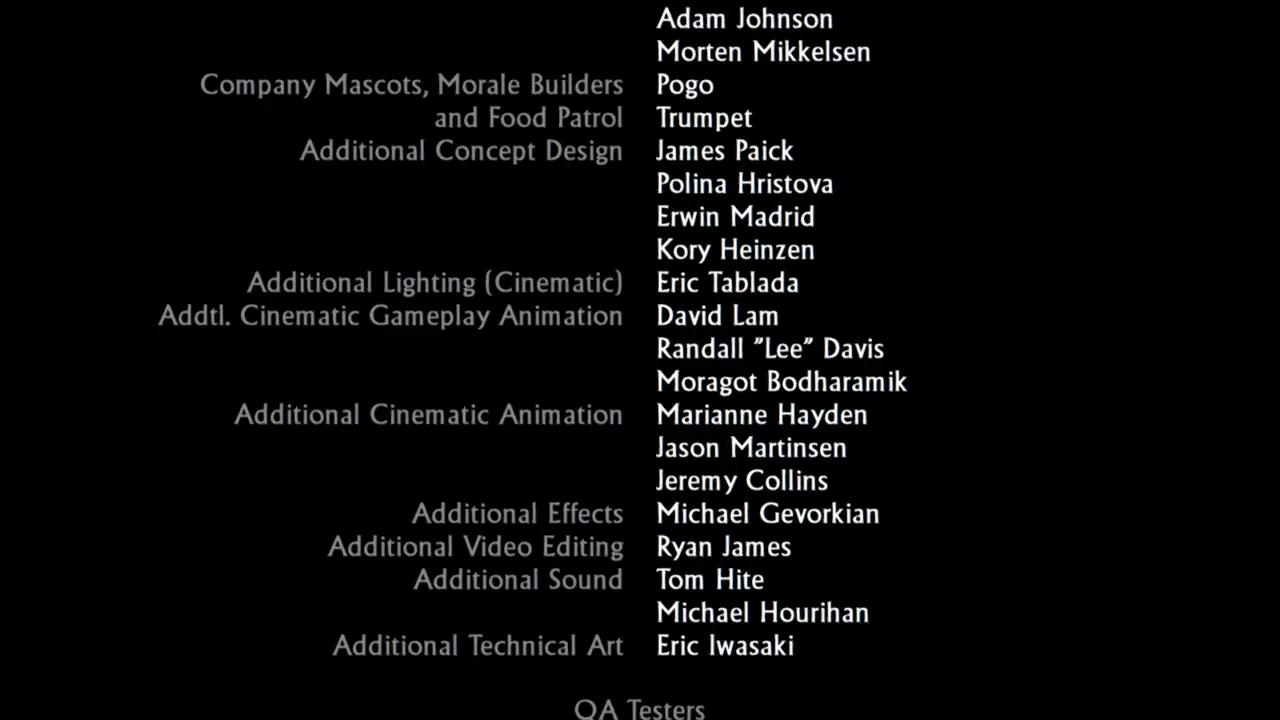 Adam Johnson
Morten Mikkelsen
Company Mascots, Morale Builders Pogo
and Food Patrol Trumpet
Additional Concept Design James Paick
Polina Hristova
Erwin Madrid
Kory Heinzen
Additional Lighting (Cinematic) Eric Tablada
Addtl. Cinematic Gameplay Animation David Lam
Randall "Lee" Davis
Moragot Bodharamik
Additional Cinematic Animation Marianne Hayden
Jason Martinsen
Jeremy Collins
Additional Effects Michael Gevorkian
Additional Video Editing Ryan James
Additional Sound Tom Hite
Michael Hourihan
Additional Technical Art Eric Iwasaki
QA Testers